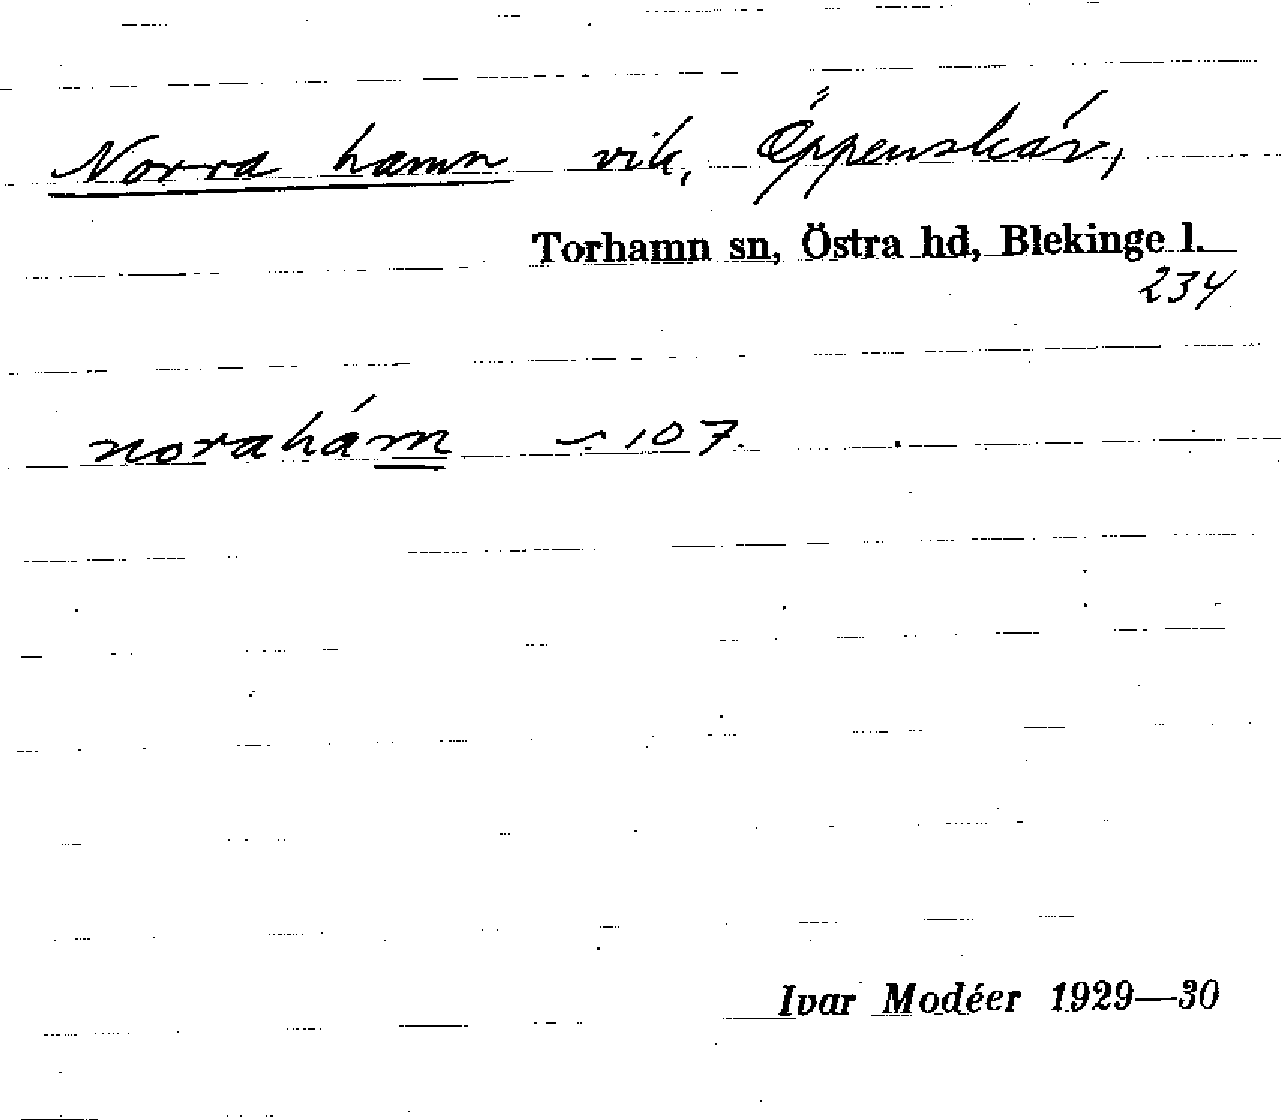 Norra hamn vik, Öppenskär,
Torhamn sn, Östra hd, Blekinge l.
234
norahám 107.
Ivar Modéer 1929—30